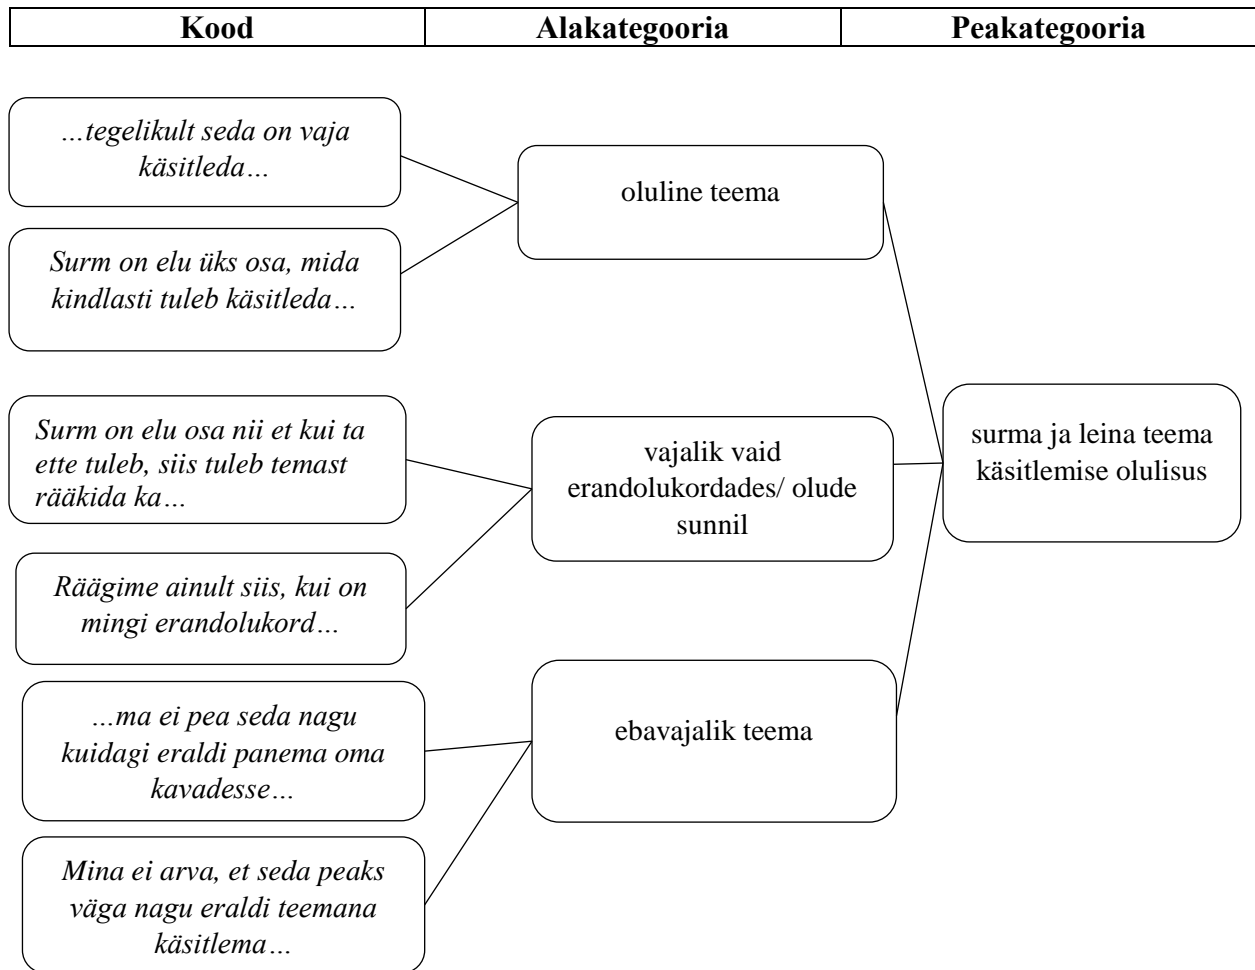 Kood
Alakategooria
Peakategooria
…tegelikult seda on vaja
käsitleda…
Surm on elu üks osa, mida
kindlasti tuleb käsitleda…
oluline teema
Surm on elu osa nii et kui ta
ette tuleb, siis tuleb temast
rääkida ka…
Räägime ainult siis, kui on
mingi erandolukord…
vajalik vaid
erandolukordades/ olude
sunnil
surma ja leina teema
käsitlemise olulisus
…ma ei pea seda nagu
kuidagi eraldi panema oma
kavadesse…
Mina ei arva, et seda peaks
väga nagu eraldi teemana
käsitlema…
ebavajalik teema